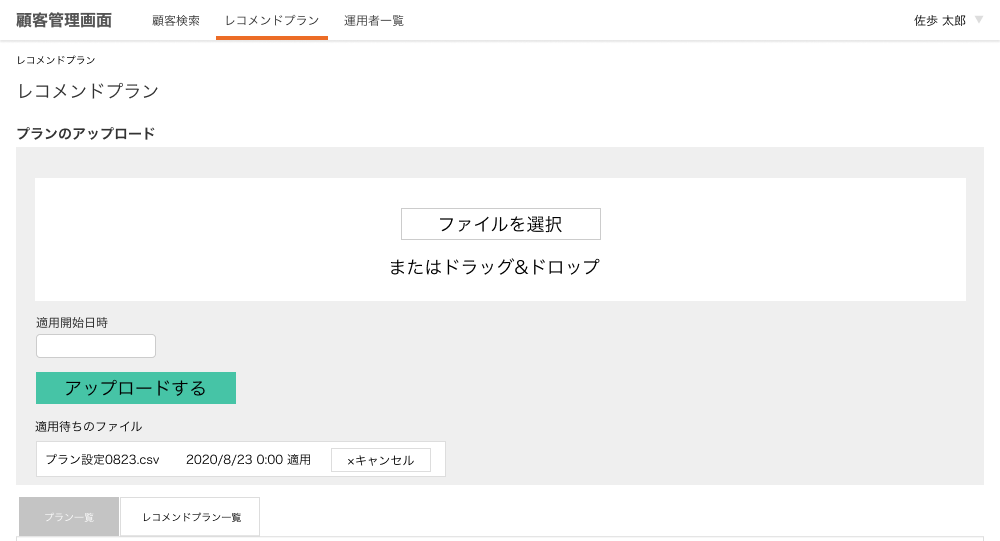 顧客管理画面 顧客検索 レコメンドプラン 運用者一覧 佐歩 太郎 ▼
レコメンドプラン
レコメンドプラン
プランのアップロード
ファイルを選択
またはドラッグ&ドロップ
適用開始日時
アップロードする
適用待ちのファイル
プラン設定0823.csv 2020/8/23 0:00 適用 ×キャンセル
プラン一覧 レコメンドプラン一覧